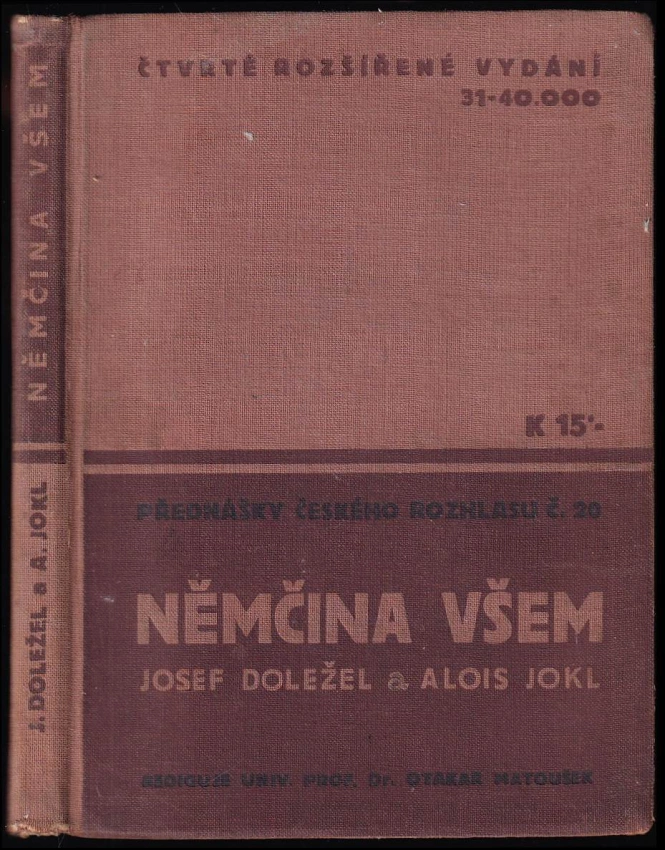 ČTVRTÉ ROZŠÍŘENÉ VYDÁNÍ
31-40.000
K 15'-
PŘEDNÁŠKY ČESKÉHO ROZHLASU Č. 20
NĚMČINA VŠEM
JOSEF DOLEŽEL a ALOIS JOKL
REDIGUJE UNIV. PROF. Dr. OTAKAR MATOUŠEK
NĚMČINA VŠEM
J. DOLEŽEL a A. JOKL